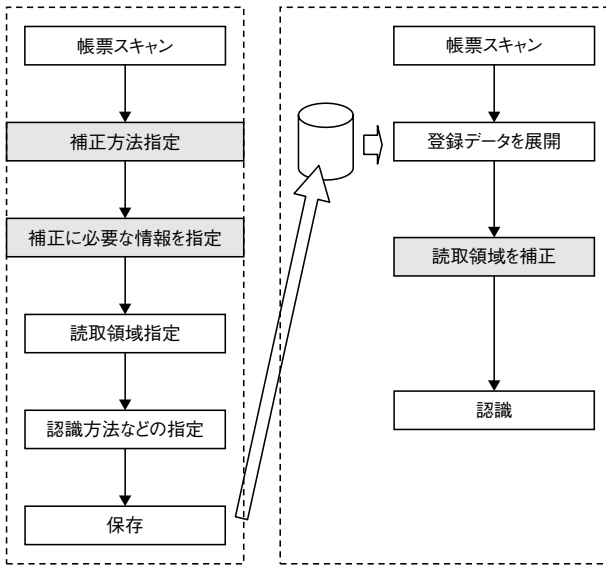 帳票スキャン
補正方法指定
補正に必要な情報を指定
読取領域指定
認識方法などの指定
保存
帳票スキャン
登録データを展開
読取領域を補正
認識